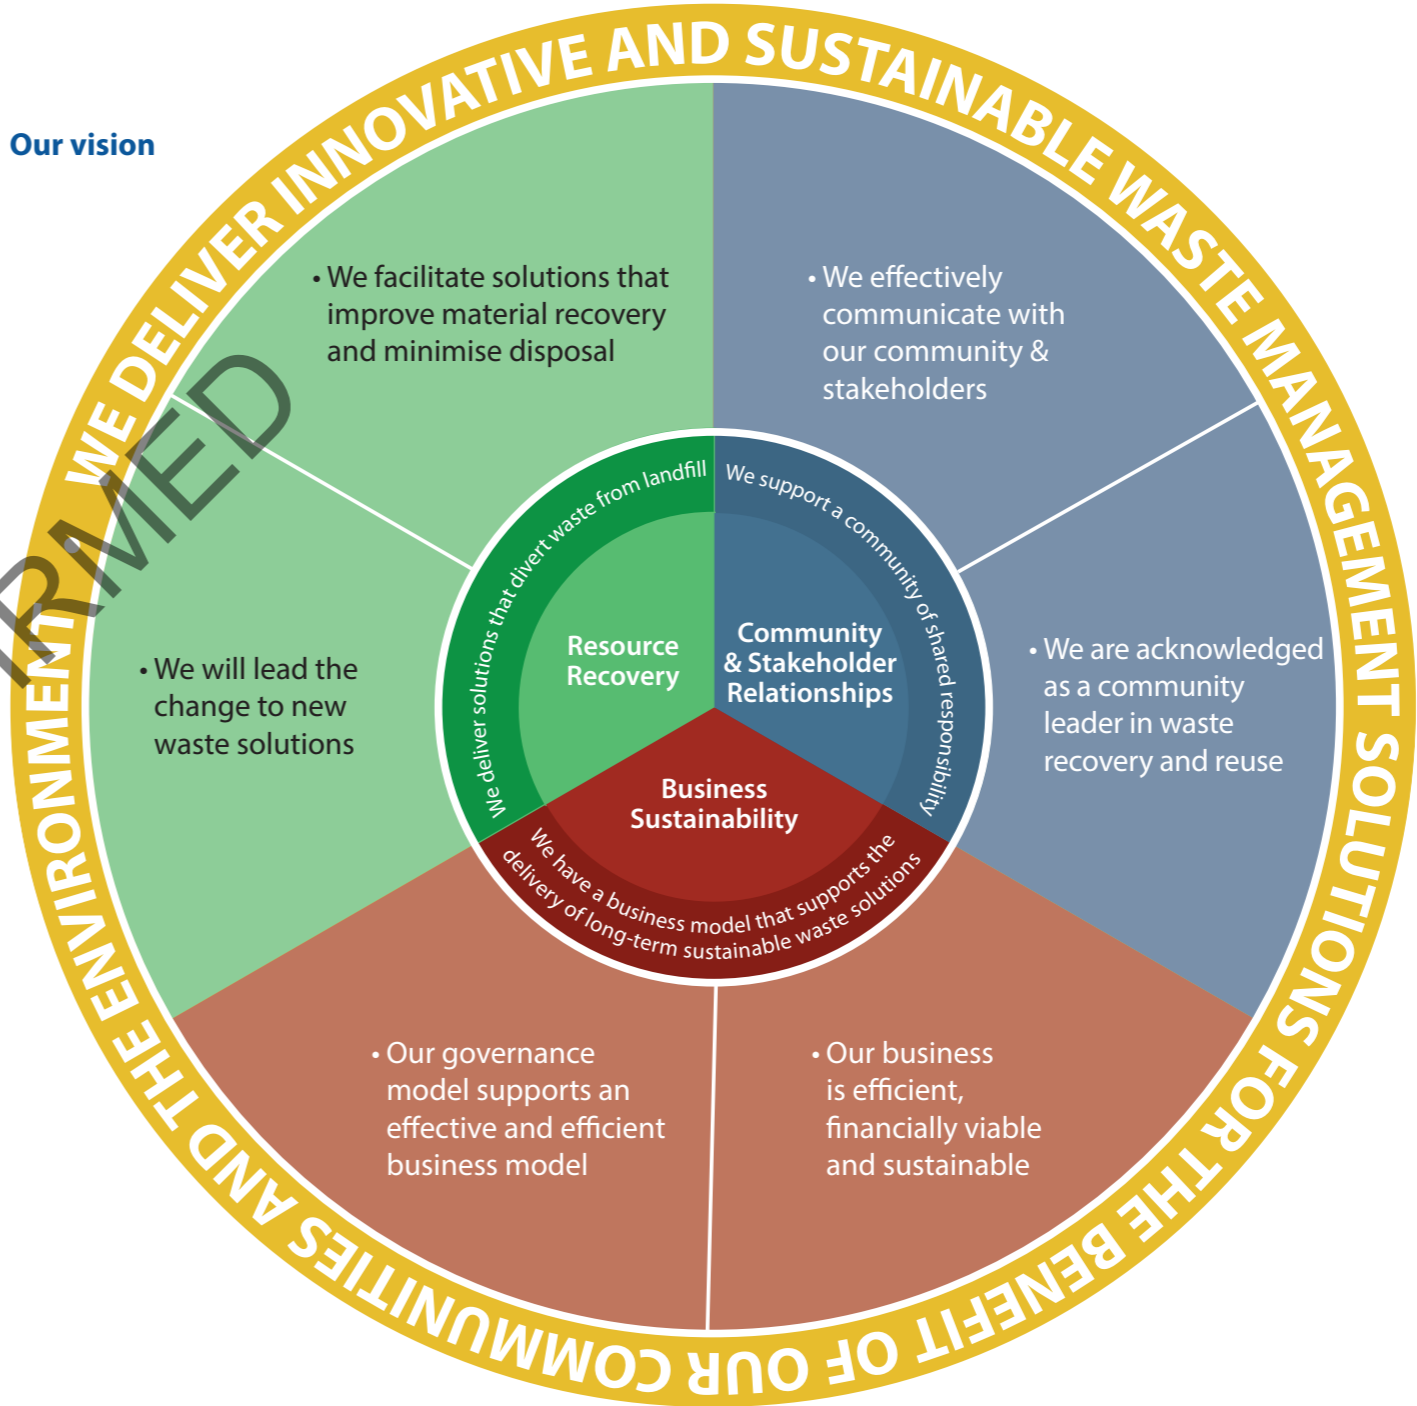 Our vision
WE DELIVER INNOVATIVE AND SUSTAINABLE WASTE MANAGEMENT SOLUTIONS FOR THE BENEFIT OF OUR COMMUNITIES AND THE ENVIRONMENT
• We facilitate solutions that
improve material recovery
and minimise disposal
• We effectively
communicate with
our community &
stakeholders
• We will lead the
change to new
waste solutions
• We are acknowledged
as a community
leader in waste
recovery and reuse
We deliver solutions that divert waste from landfill
Resource
Recovery
We support a community of shared responsibility
Community
& Stakeholder
Relationships
Business
Sustainability
We have a business model that supports the
delivery of long-term sustainable waste solutions
• Our governance
model supports an
effective and efficient
business model
• Our business
is efficient,
financially viable
and sustainable